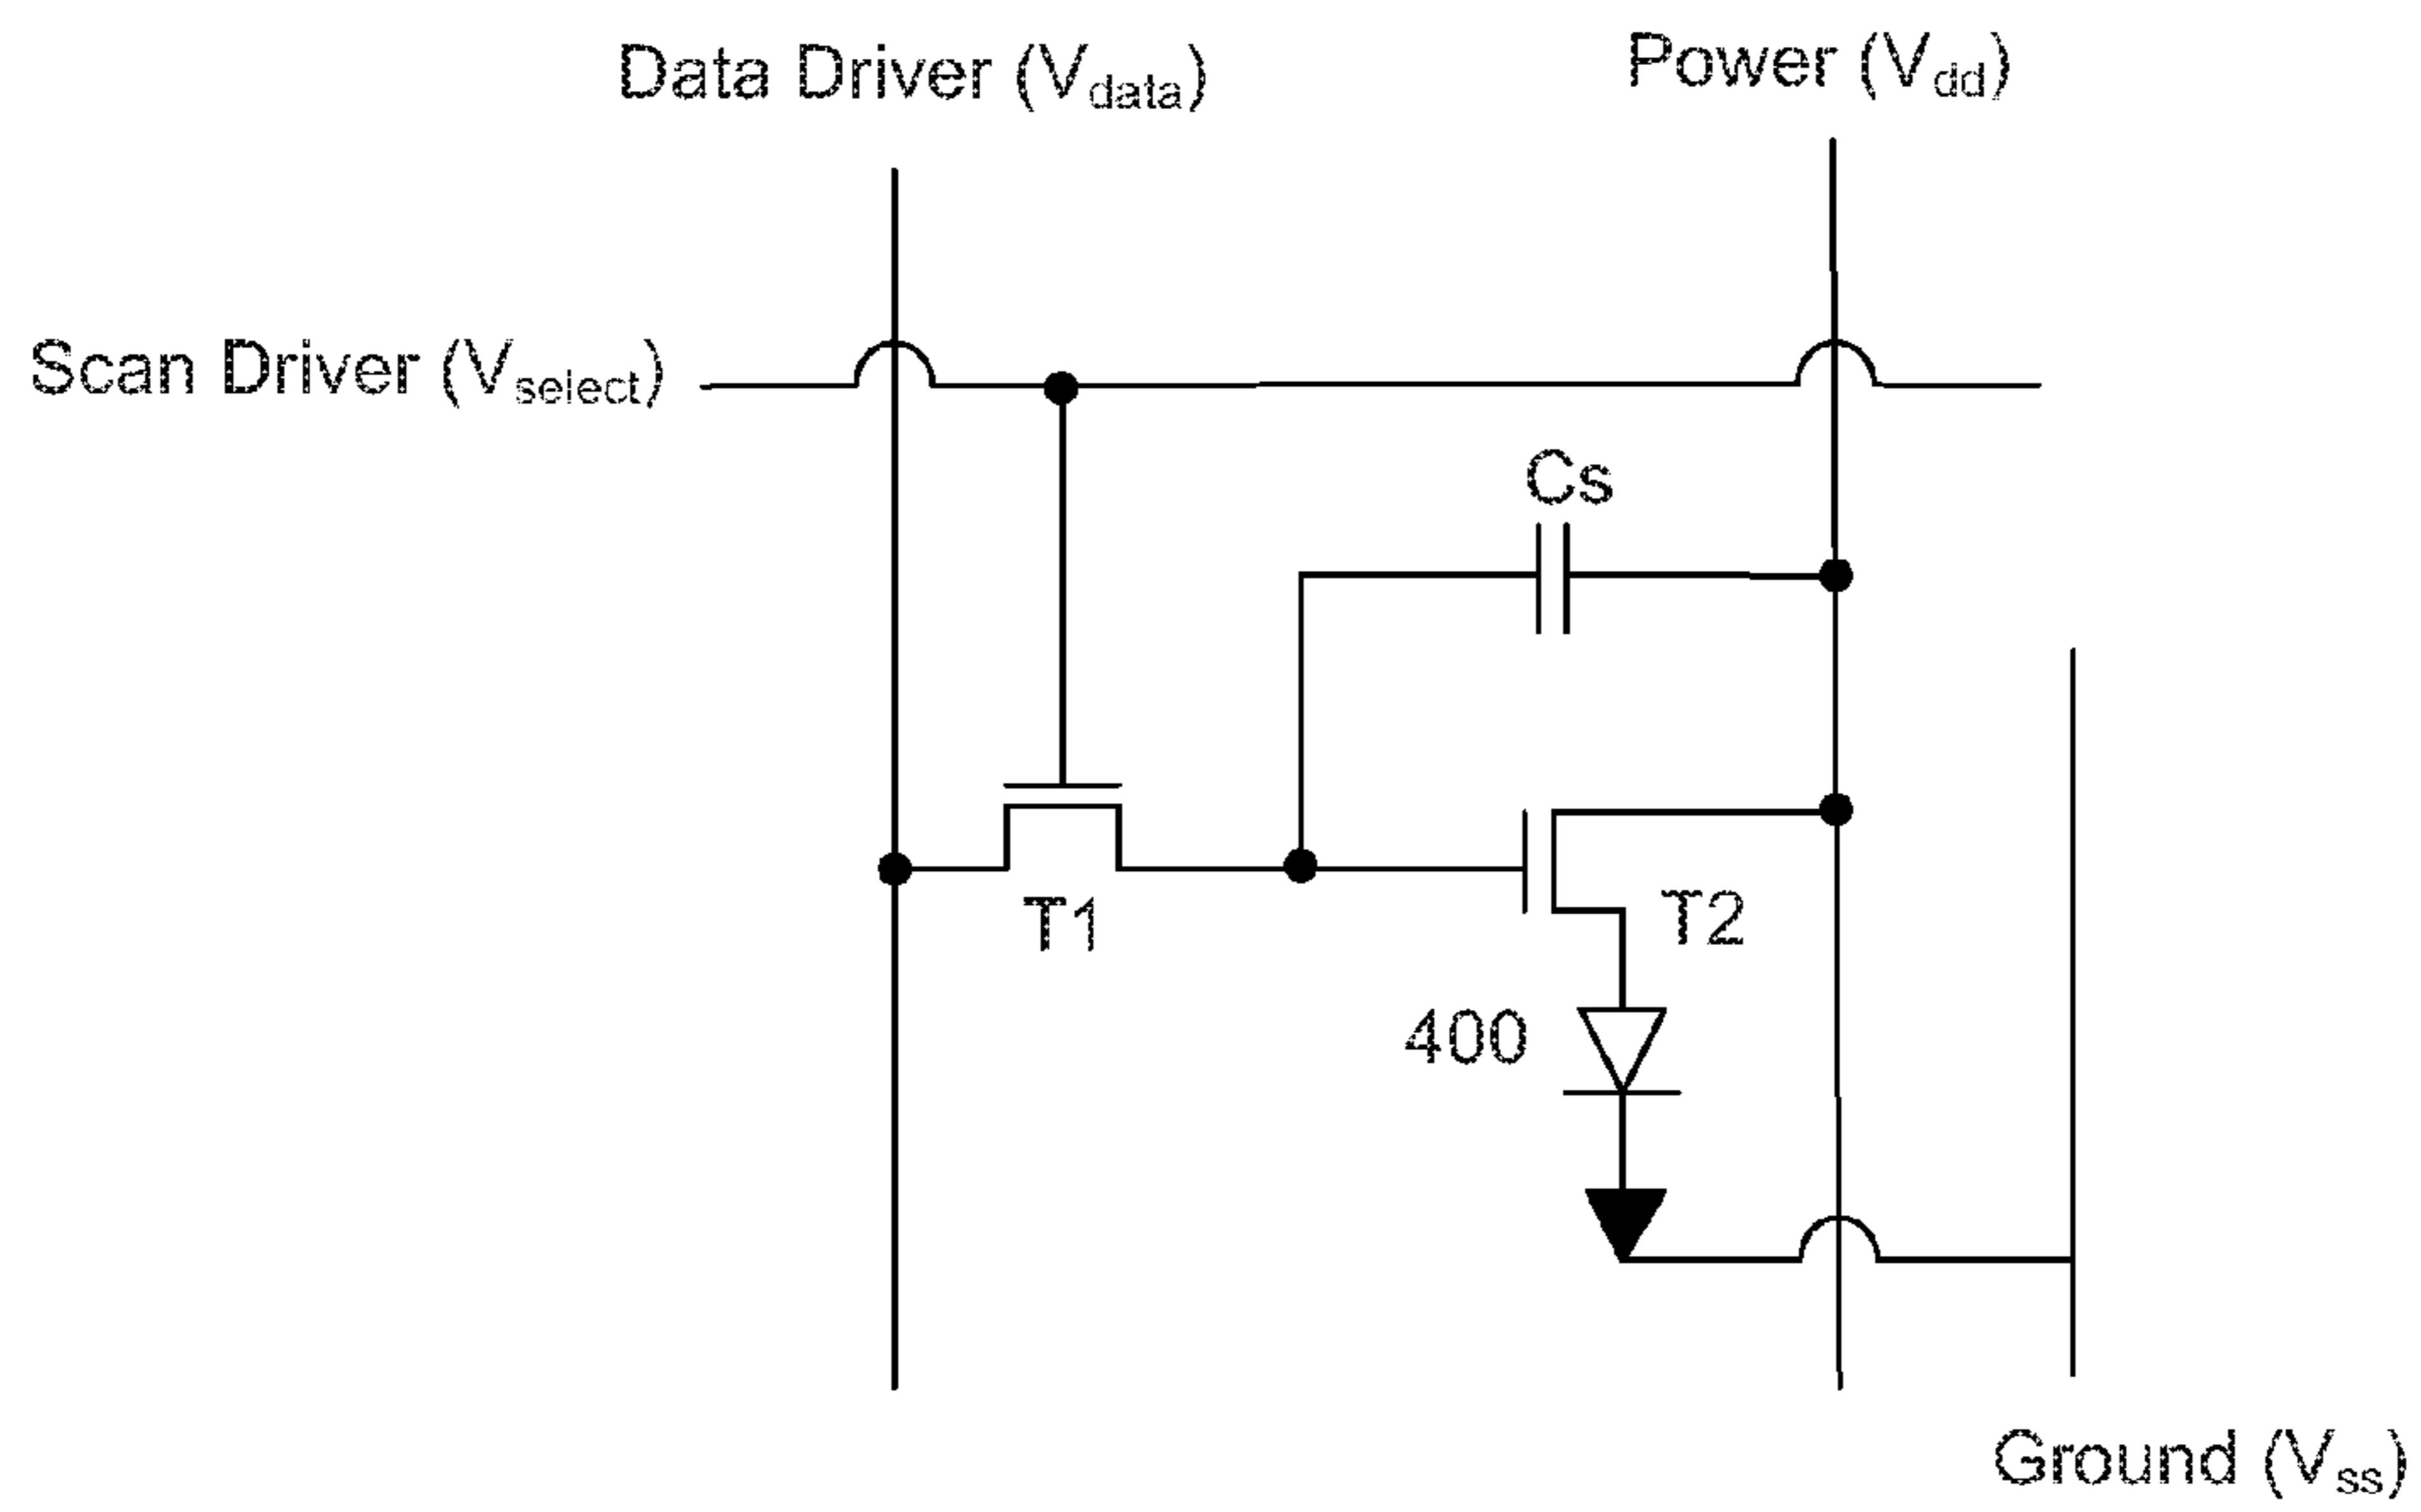 Data Driver (Vdata)
Power (Vdd)
Scan Driver (Vselect)
Cs
T1
T2
400
Ground (Vss)